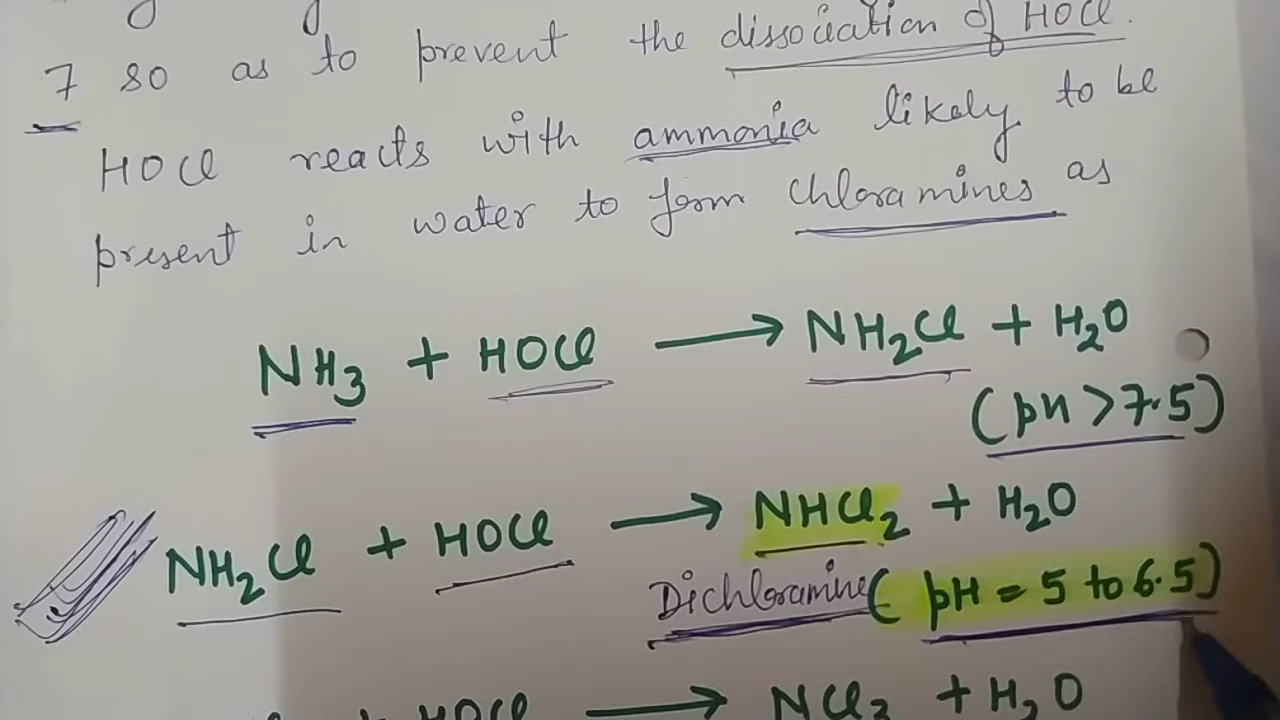 7 so as to prevent the dissociation of HOCl.
HOCl reacts with ammonia likely to be
present in water to form chloramines as
NH3 + HOCl → NH2Cl + H2O
(pH > 7.5)
NH2Cl + HOCl → NHCl2 + H2O
Dichloramine (pH = 5 to 6.5)
+ HOCl → NCl3 + H2O